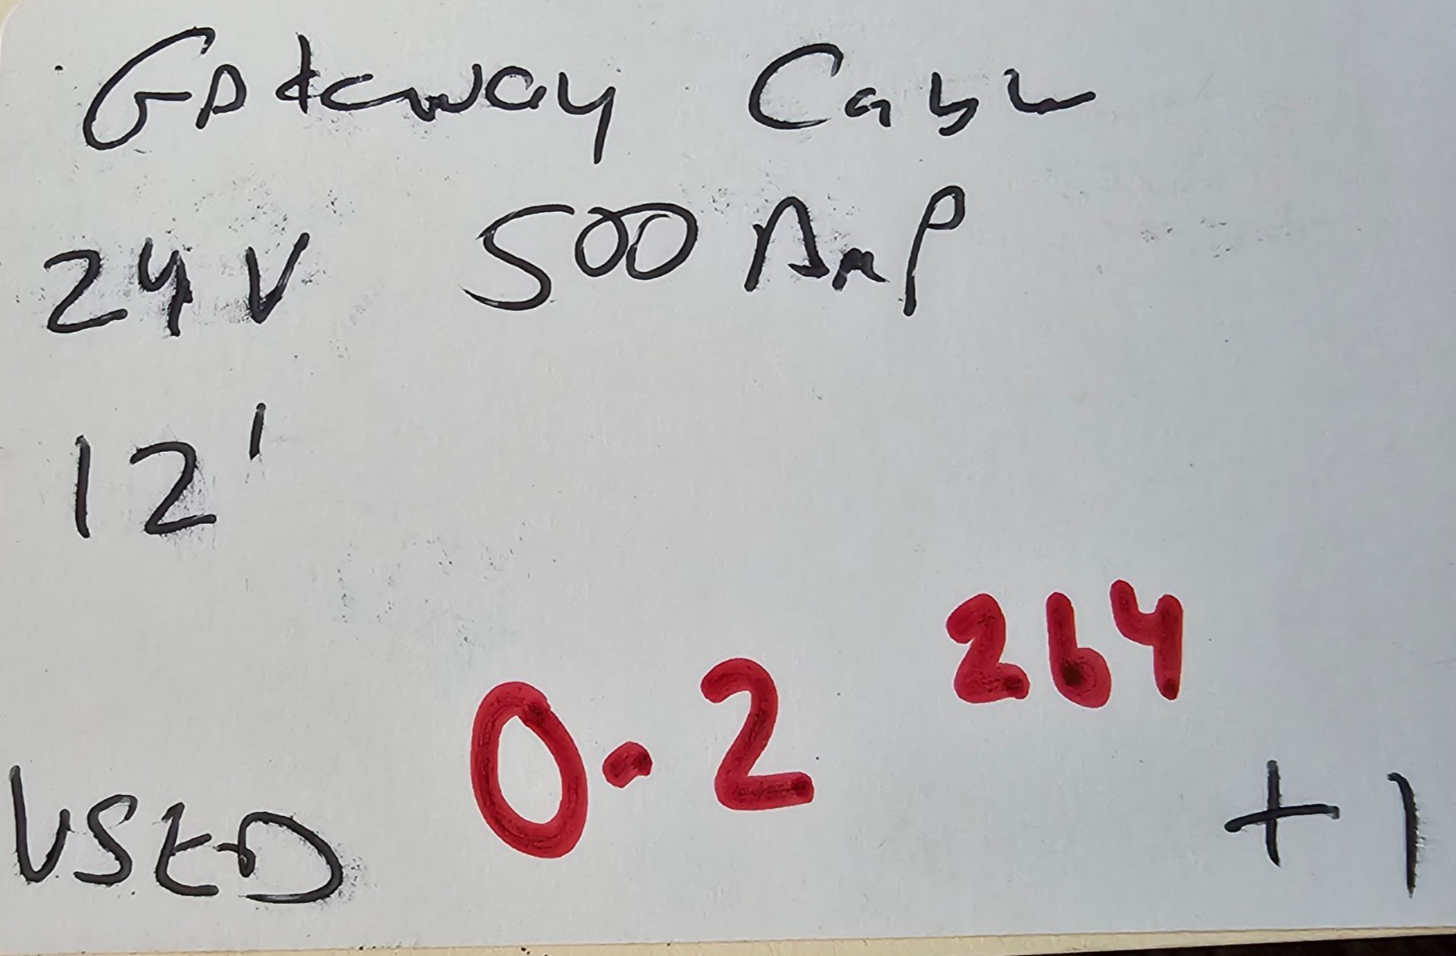 Gateway Cable
24V 500 Amp
12'
264
0-2
USED +1